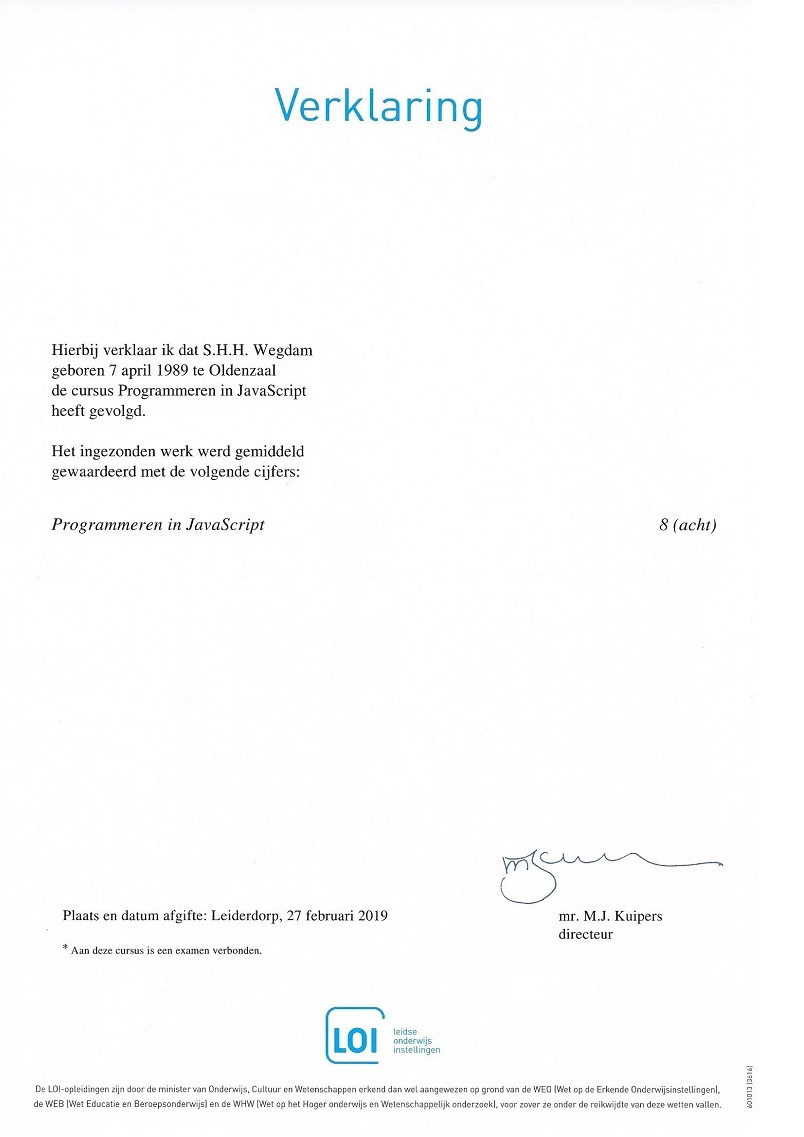 Verklaring
Hierbij verklaar ik dat S.H.H. Wegdam
geboren 7 april 1989 te Oldenzaal
de cursus Programmeren in JavaScript
heeft gevolgd.
Het ingezonden werk werd gemiddeld
gewaardeerd met de volgende cijfers:
Programmeren in JavaScript 8 (acht)
Plaats en datum afgifte: Leiderdorp, 27 februari 2019
mr. M.J. Kuipers
directeur
* Aan deze cursus is een examen verbonden.
LOI
leidse
onderwijs
instellingen
De LOI-opleidingen zijn door de minister van Onderwijs, Cultuur en Wetenschappen erkend dan wel aangewezen op grond van de WEO (Wet op de Erkende Onderwijsinstellingen),
de WEB (Wet Educatie en Beroepsonderwijs) en de WHW (Wet op het Hoger onderwijs en Wetenschappelijk onderzoek), voor zover ze onder de reikwijdte van deze wetten vallen.
601013 (3616)